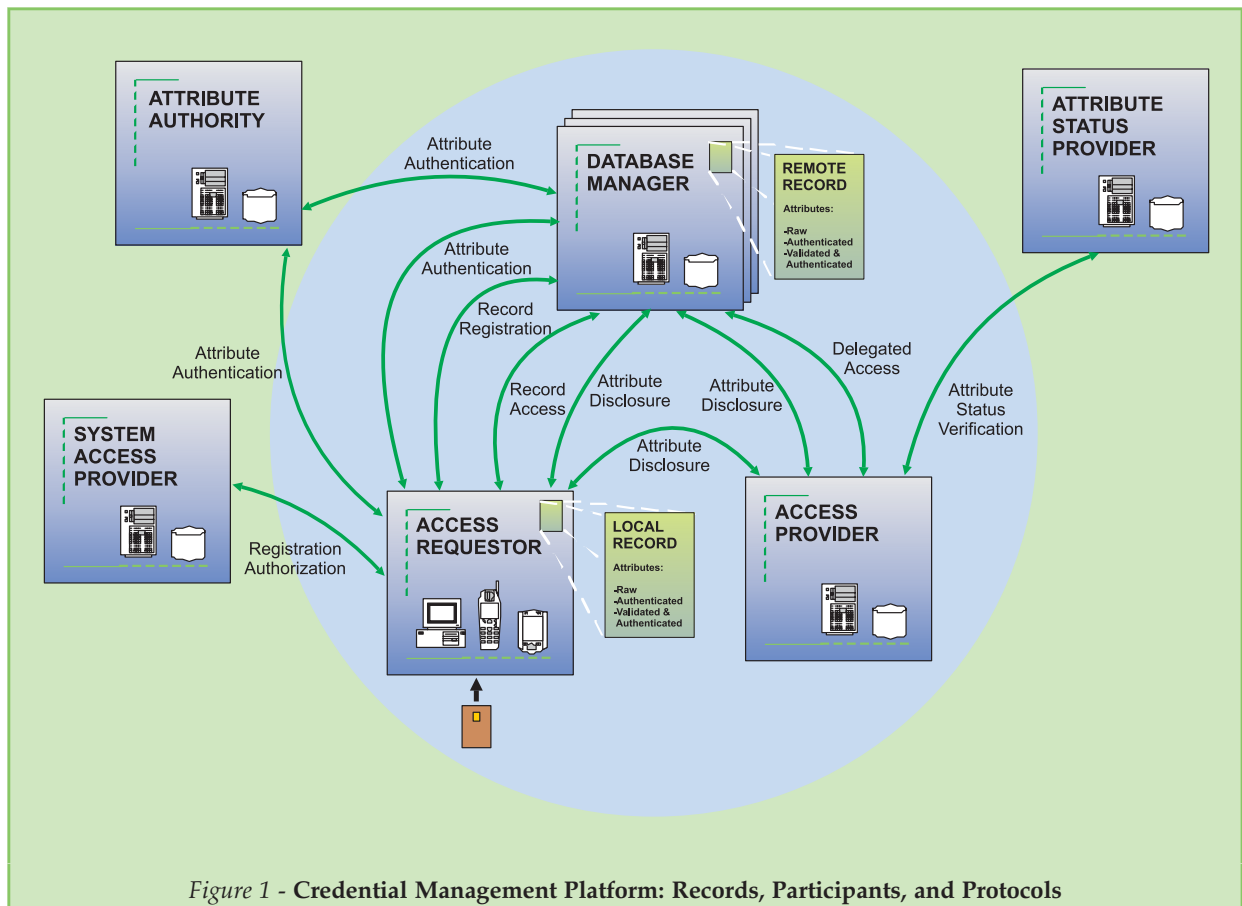 ATTRIBUTE
AUTHORITY
Attribute
Authentication
DATABASE
MANAGER
REMOTE
RECORD
Attributes:
-Raw
-Authenticated
-Validated &
Authenticated
ATTRIBUTE
STATUS
PROVIDER
Attribute
Authentication
Record
Registration
Attribute
Authentication
Record
Access
Attribute
Disclosure
Attribute
Disclosure
Delegated
Access
Attribute
Status
Verification
SYSTEM
ACCESS
PROVIDER
Registration
Authorization
Attribute
Disclosure
ACCESS
REQUESTOR
LOCAL
RECORD
Attributes:
-Raw
-Authenticated
-Validated &
Authenticated
ACCESS
PROVIDER
Figure 1 - Credential Management Platform: Records, Participants, and Protocols